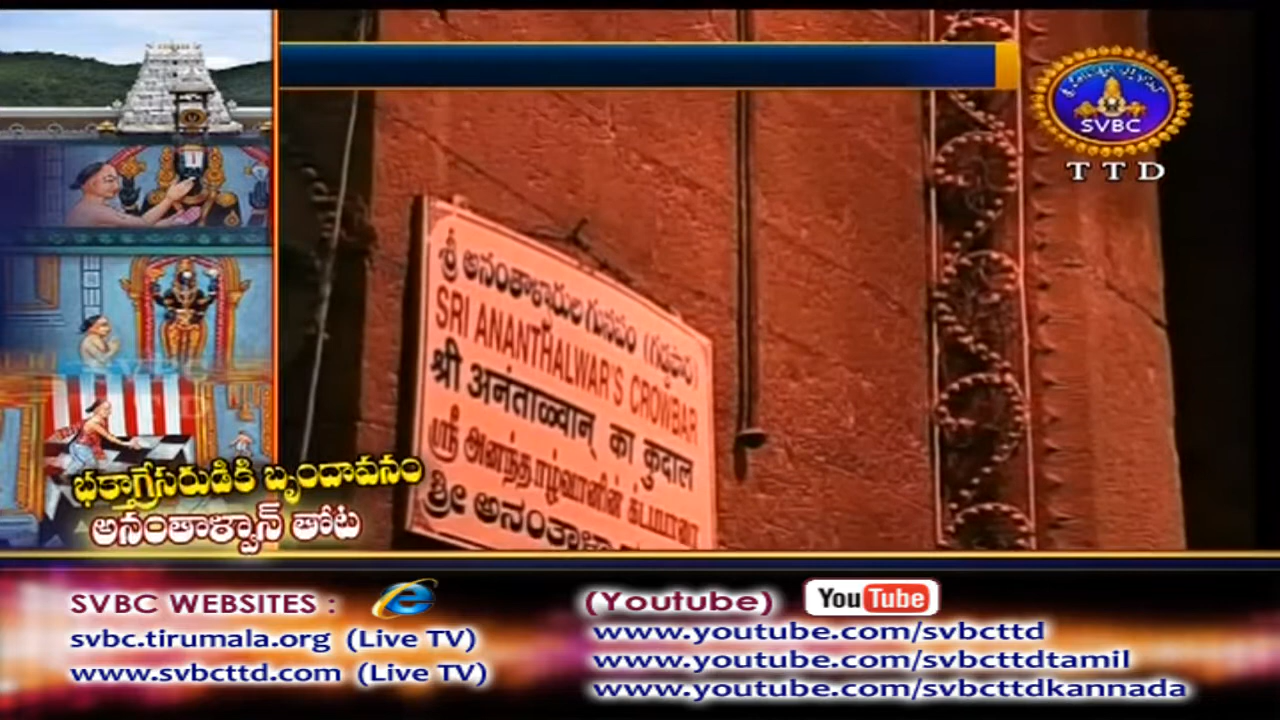 SVBC
TTD
శ్రీ అనంతాళ్వారుల గునపం (గడ్డపార)
SRI ANANTHALWAR'S CROWBAR
श्री अनंताळ्वान् का कुदाल
ஸ்ரீ அனந்தாழ்வானின் கடப்பாரை
భక్తాగ్రేసరుడికి బృందావనం
అనంతాళ్వాన్ తోట
SVBC WEBSITES :
svbc.tirumala.org (Live TV)
www.svbcttd.com (Live TV)
(Youtube) YouTube
www.youtube.com/svbcttd
www.youtube.com/svbcttdtamil
www.youtube.com/svbcttdkannada